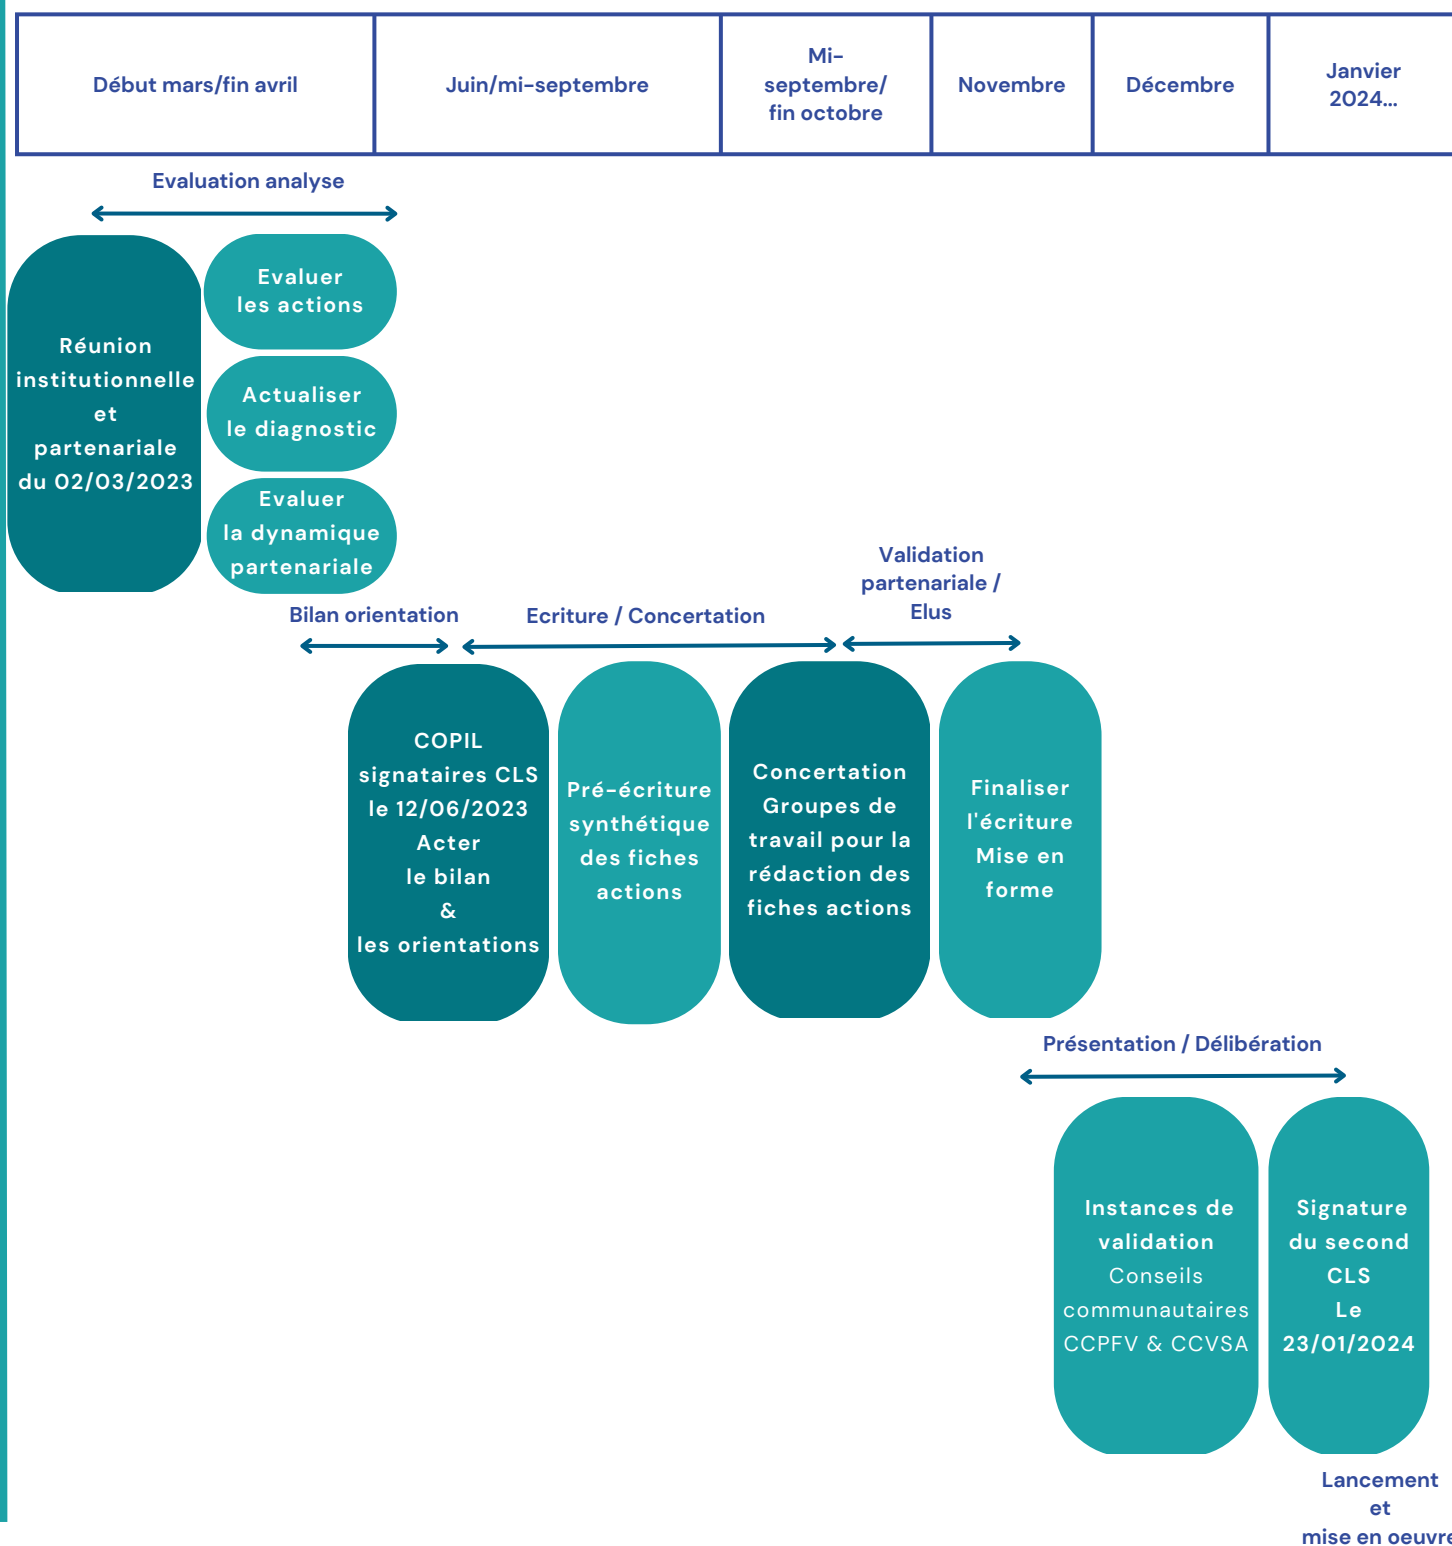 Début mars/fin avril
Juin/mi-septembre
Mi-
septembre/
fin octobre
Novembre
Décembre
Janvier
2024...
Evaluation analyse
Réunion
institutionnelle
et
partenariale
du 02/03/2023
Evaluer
les actions
Actualiser
le diagnostic
Evaluer
la dynamique
partenariale
Bilan orientation
Ecriture / Concertation
Validation
partenariale /
Elus
COPIL
signataires CLS
le 12/06/2023
Acter
le bilan
&
les orientations
Pré-écriture
synthétique
des fiches
actions
Concertation
Groupes de
travail pour la
rédaction des
fiches actions
Finaliser
l'écriture
Mise en
forme
Présentation / Délibération
Instances de
validation
Conseils
communautaires
CCPFV & CCVSA
Signature
du second
CLS
Le
23/01/2024
Lancement
et
mise en oeuvre